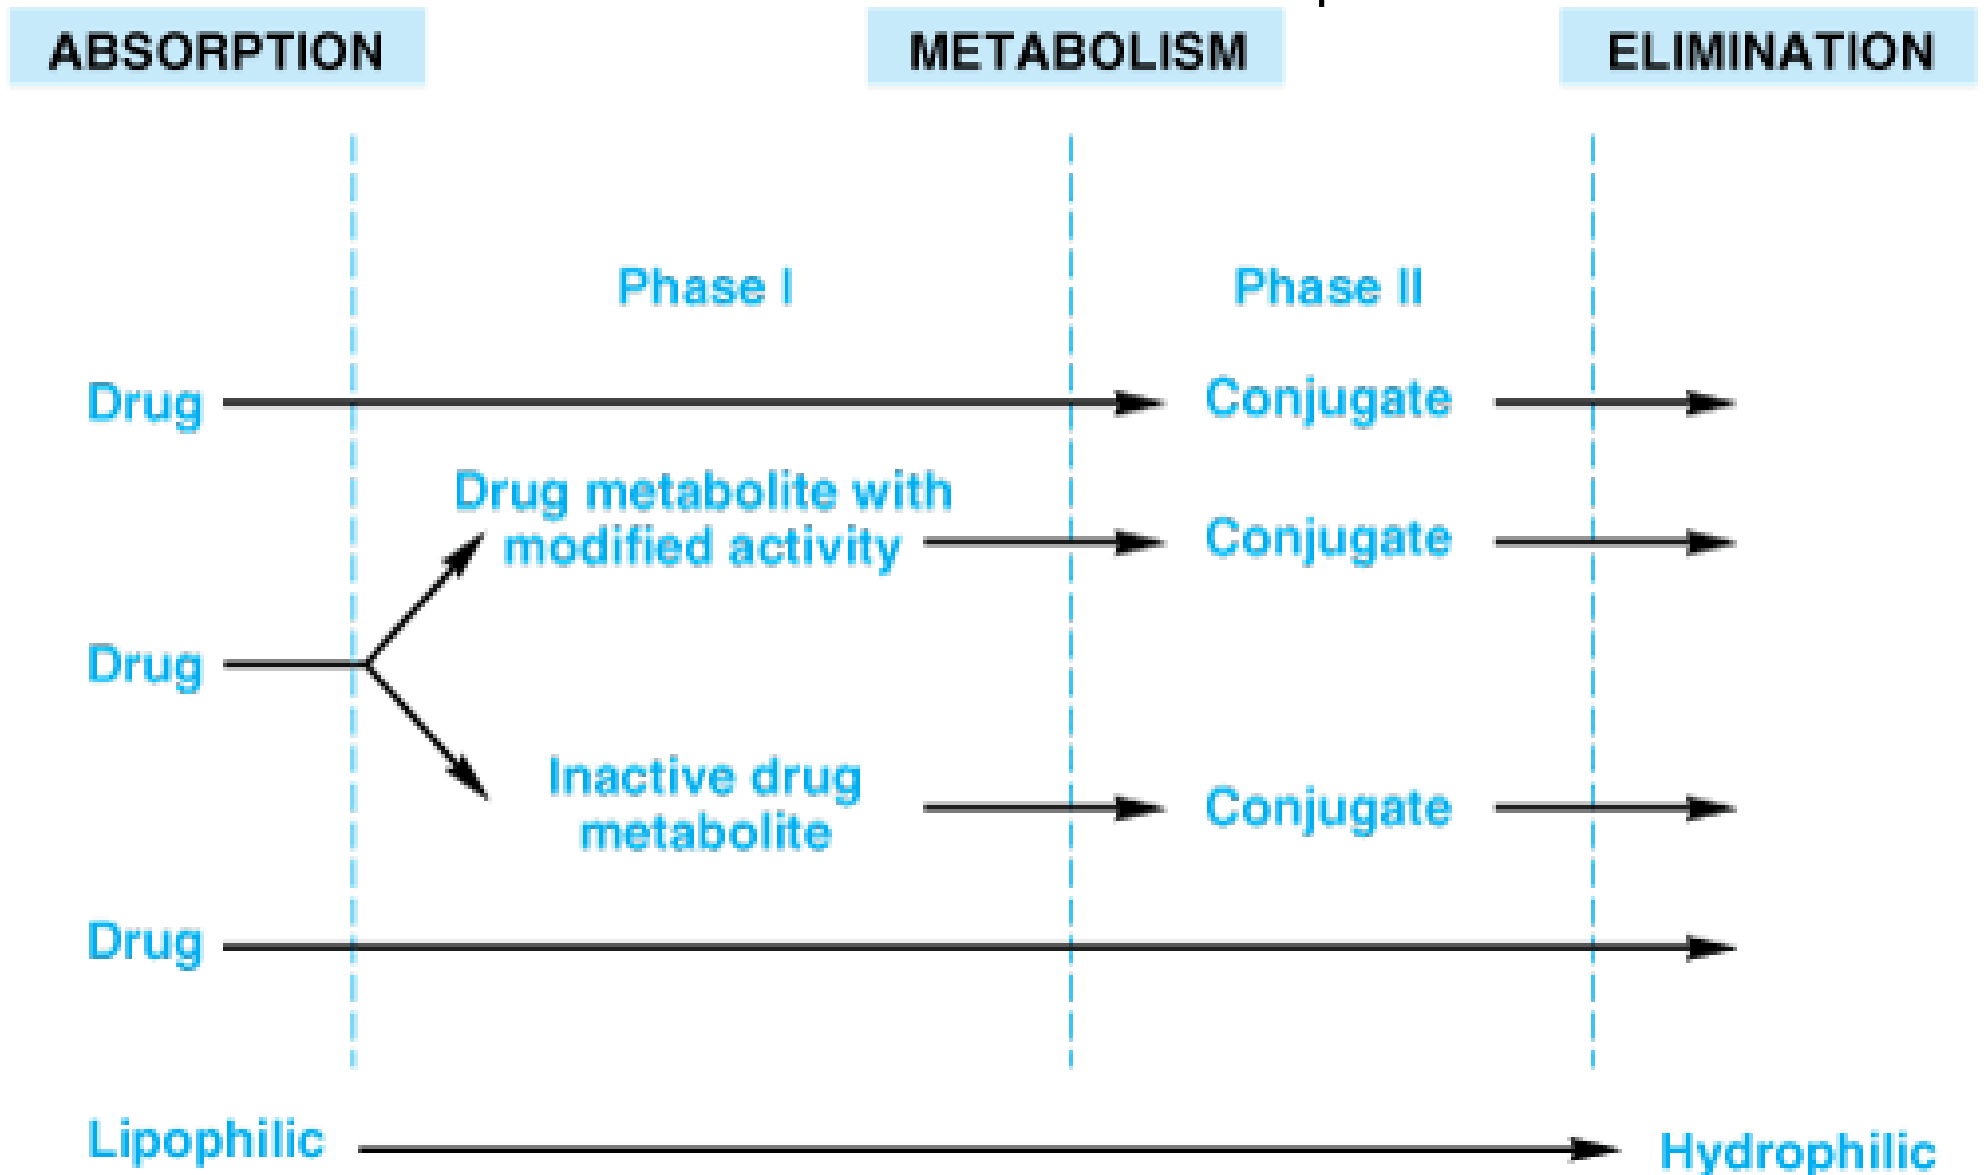 ABSORPTION METABOLISM ELIMINATION
Phase I Phase II
Drug Conjugate
Drug metabolite with
modified activity Conjugate
Drug
Inactive drug
metabolite Conjugate
Drug
Lipophilic Hydrophilic